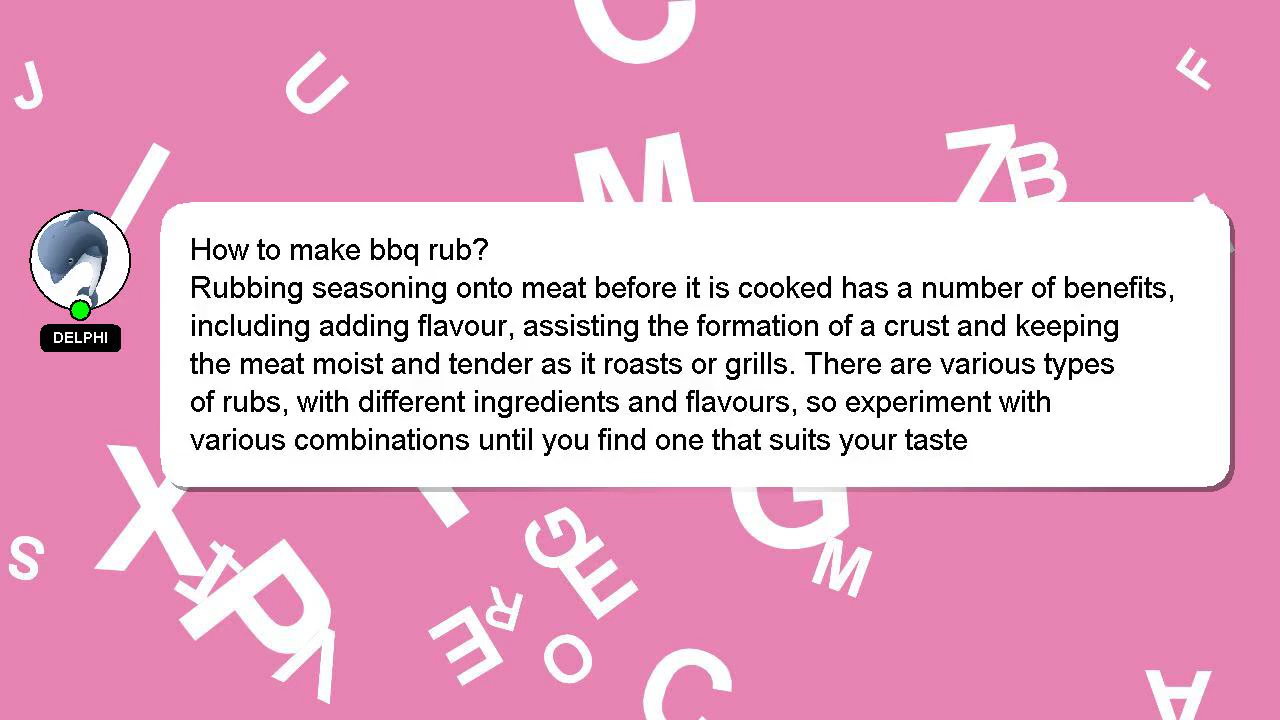 How to make bbq rub?
Rubbing seasoning onto meat before it is cooked has a number of benefits,
including adding flavour, assisting the formation of a crust and keeping
the meat moist and tender as it roasts or grills. There are various types
of rubs, with different ingredients and flavours, so experiment with
various combinations until you find one that suits your taste
DELPHI
J
U
C
F
I
M
Z
B
X
G
S
P
G
E
M
R
E
V
O
C
A